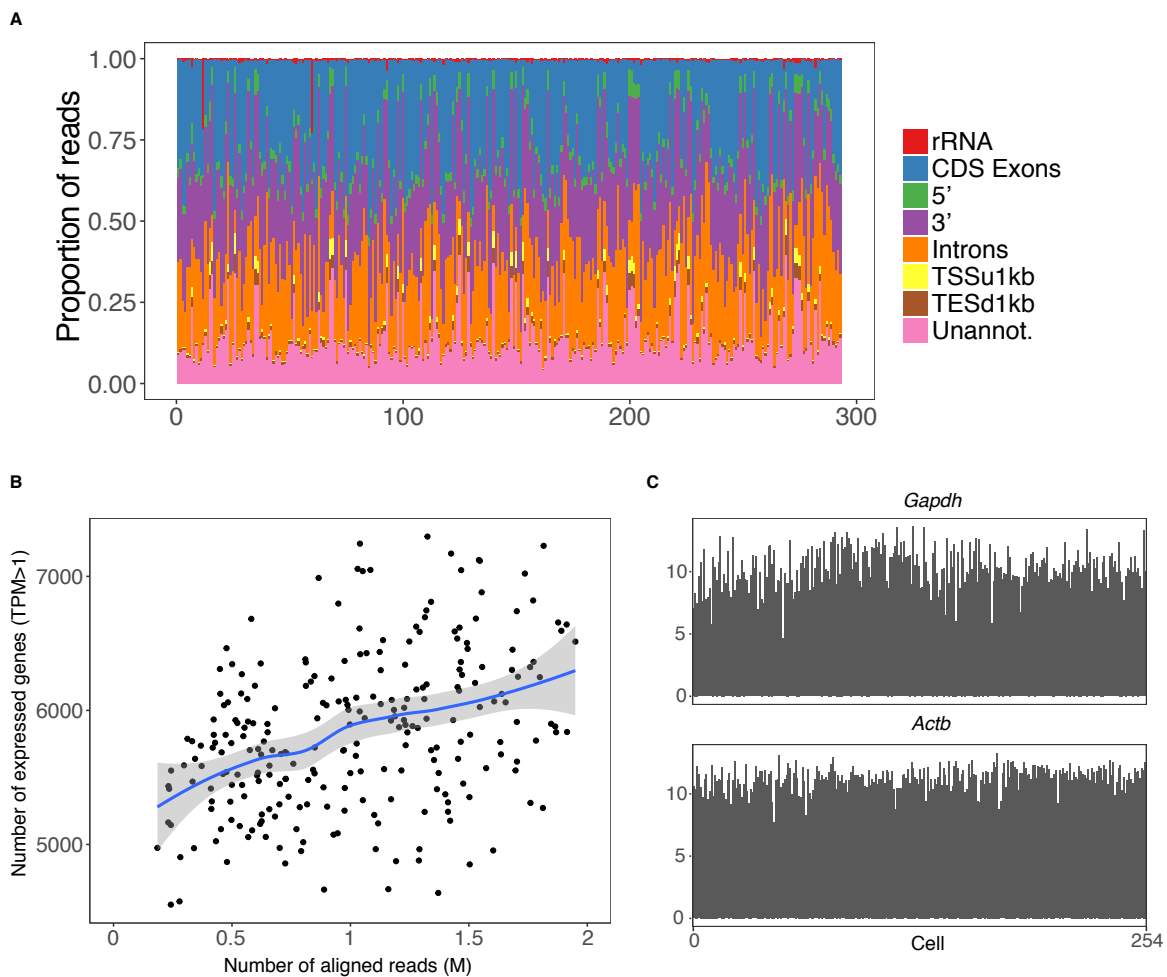 A
Proportion of reads
1.00
0.75
0.50
0.25
0.00
0
100
200
300
rRNA
CDS Exons
5’
3’
Introns
TSSu1kb
TESd1kb
Unannot.
B
Number of expressed genes (TPM>1)
7000
6000
5000
0
0.5
1
1.5
2
Number of aligned reads (M)
C
Gapdh
10
5
0
Actb
10
5
0
0
254
Cell